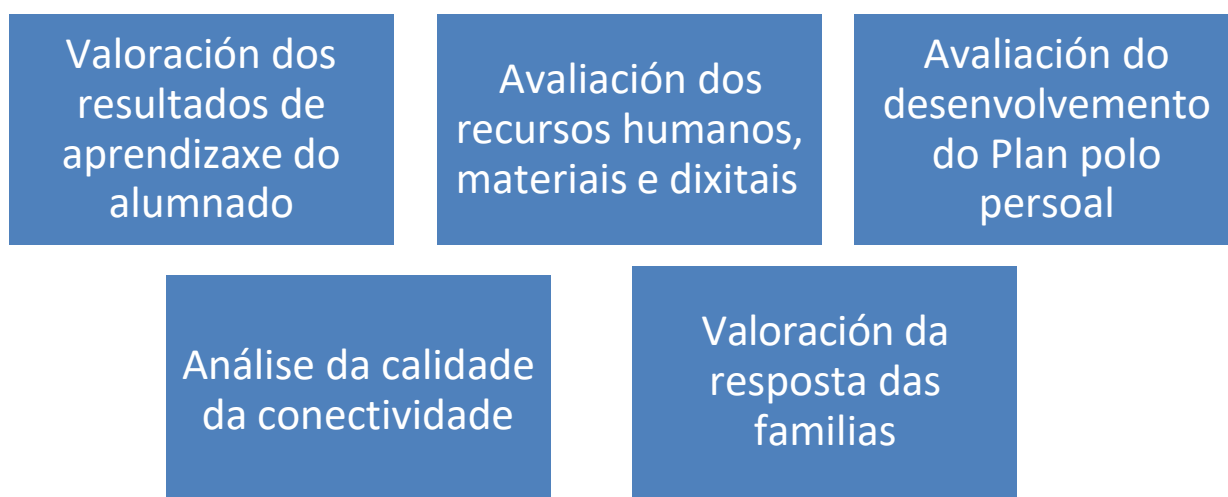 Valoración dos
resultados de
aprendizaxe do
alumnado
Avaliación dos
recursos humanos,
materiais e dixitais
Avaliación do
desenvolvemento
do Plan polo
persoal
Análise da calidade
da conectividade
Valoración da
resposta das
familias